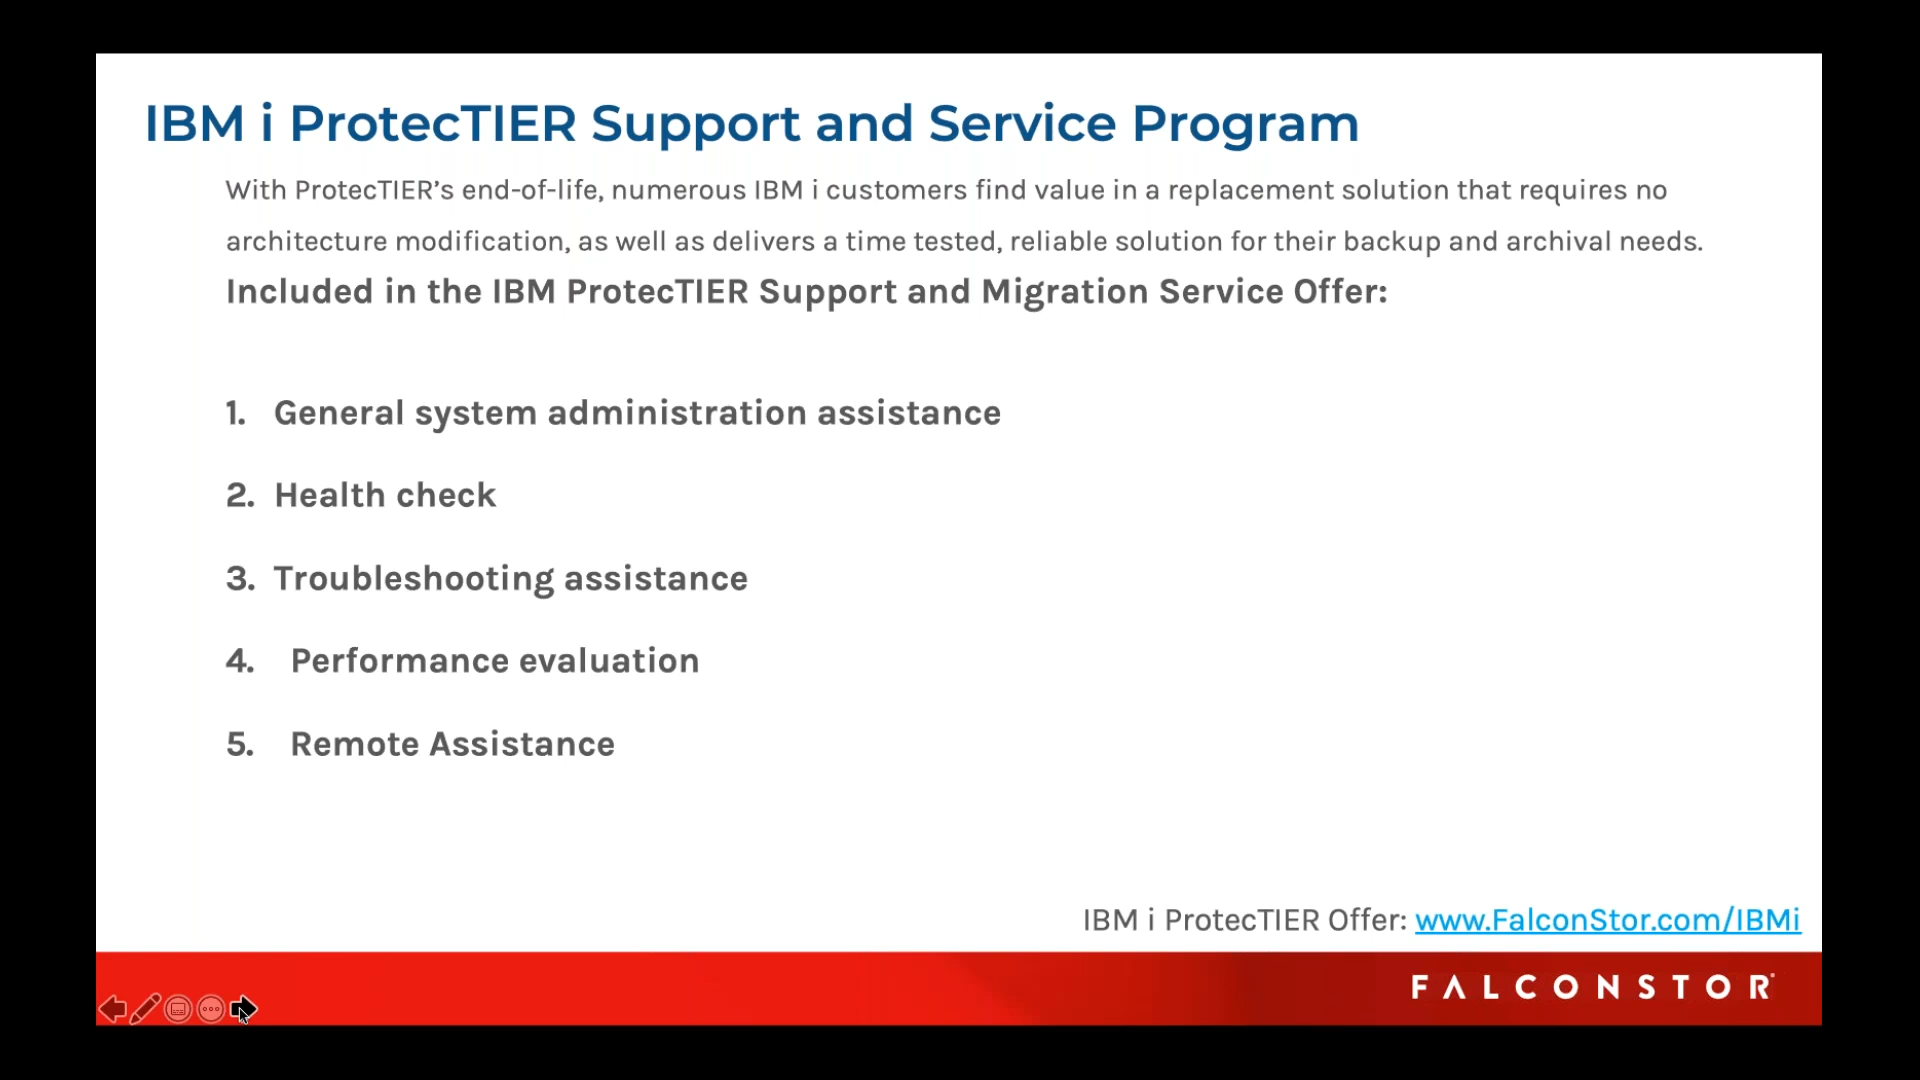 IBM i ProtecTIER Support and Service Program
With ProtecTIER’s end-of-life, numerous IBM i customers find value in a replacement solution that requires no
architecture modification, as well as delivers a time tested, reliable solution for their backup and archival needs.
Included in the IBM ProtecTIER Support and Migration Service Offer:
1. General system administration assistance
2. Health check
3. Troubleshooting assistance
4. Performance evaluation
5. Remote Assistance
IBM i ProtecTIER Offer: www.FalconStor.com/IBMi
FALCONSTOR